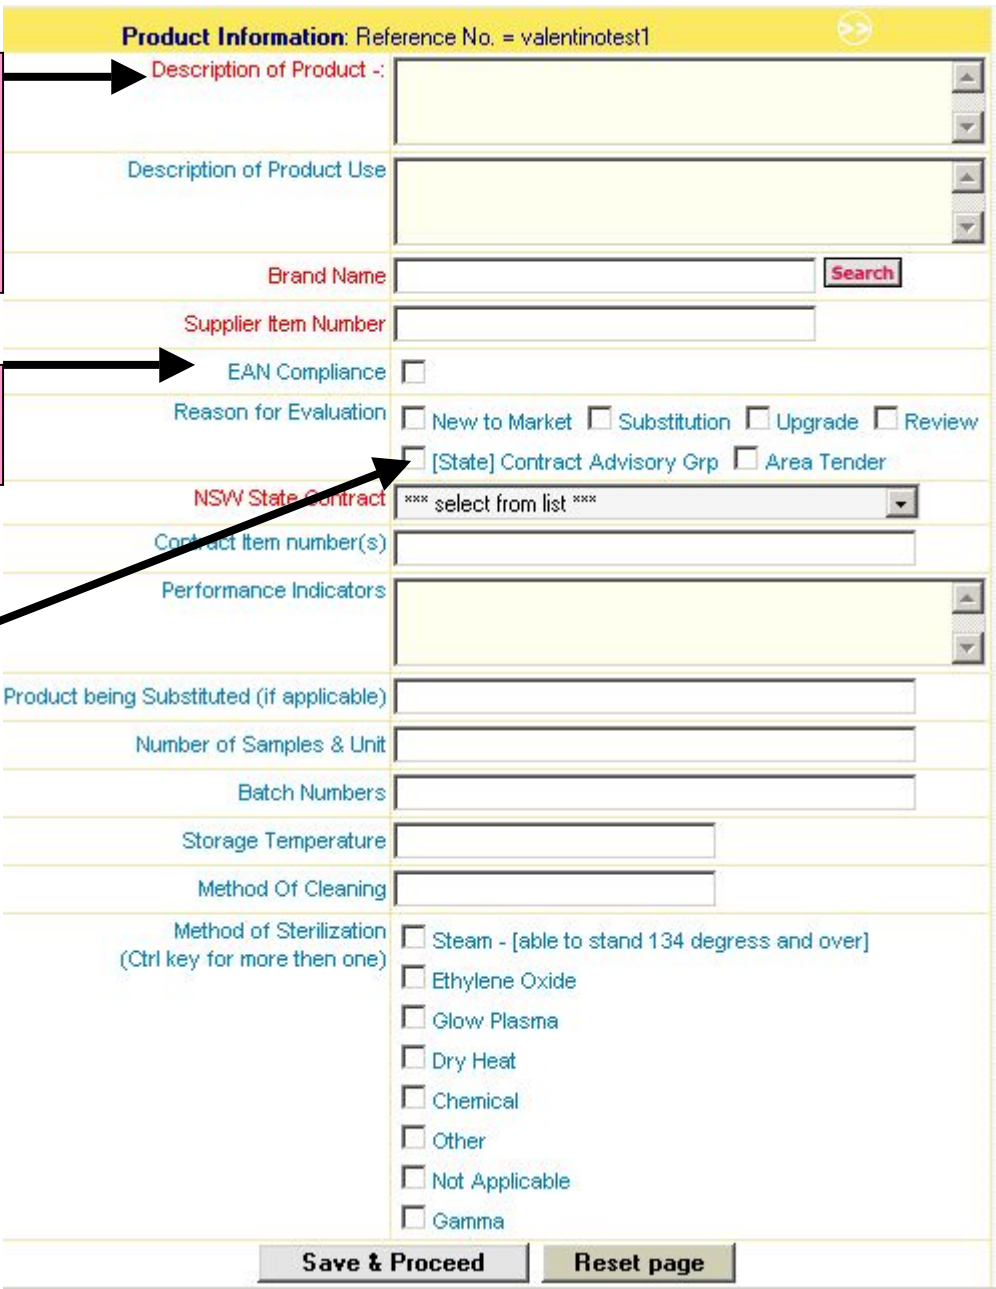 Product Information: Reference No. = valentinotest1
>>
Description of Product -:
Description of Product Use
Brand Name
Search
Supplier Item Number
EAN Compliance
Reason for Evaluation
New to Market Substitution Upgrade Review
[State] Contract Advisory Grp Area Tender
NSW State Contract
*** select from list ***
Contract Item number(s)
Performance Indicators
Product being Substituted (if applicable)
Number of Samples & Unit
Batch Numbers
Storage Temperature
Method Of Cleaning
Method of Sterilization
(Ctrl key for more then one)
Steam - [able to stand 134 degress and over]
Ethylene Oxide
Glow Plasma
Dry Heat
Chemical
Other
Not Applicable
Gamma
Save & Proceed
Reset page